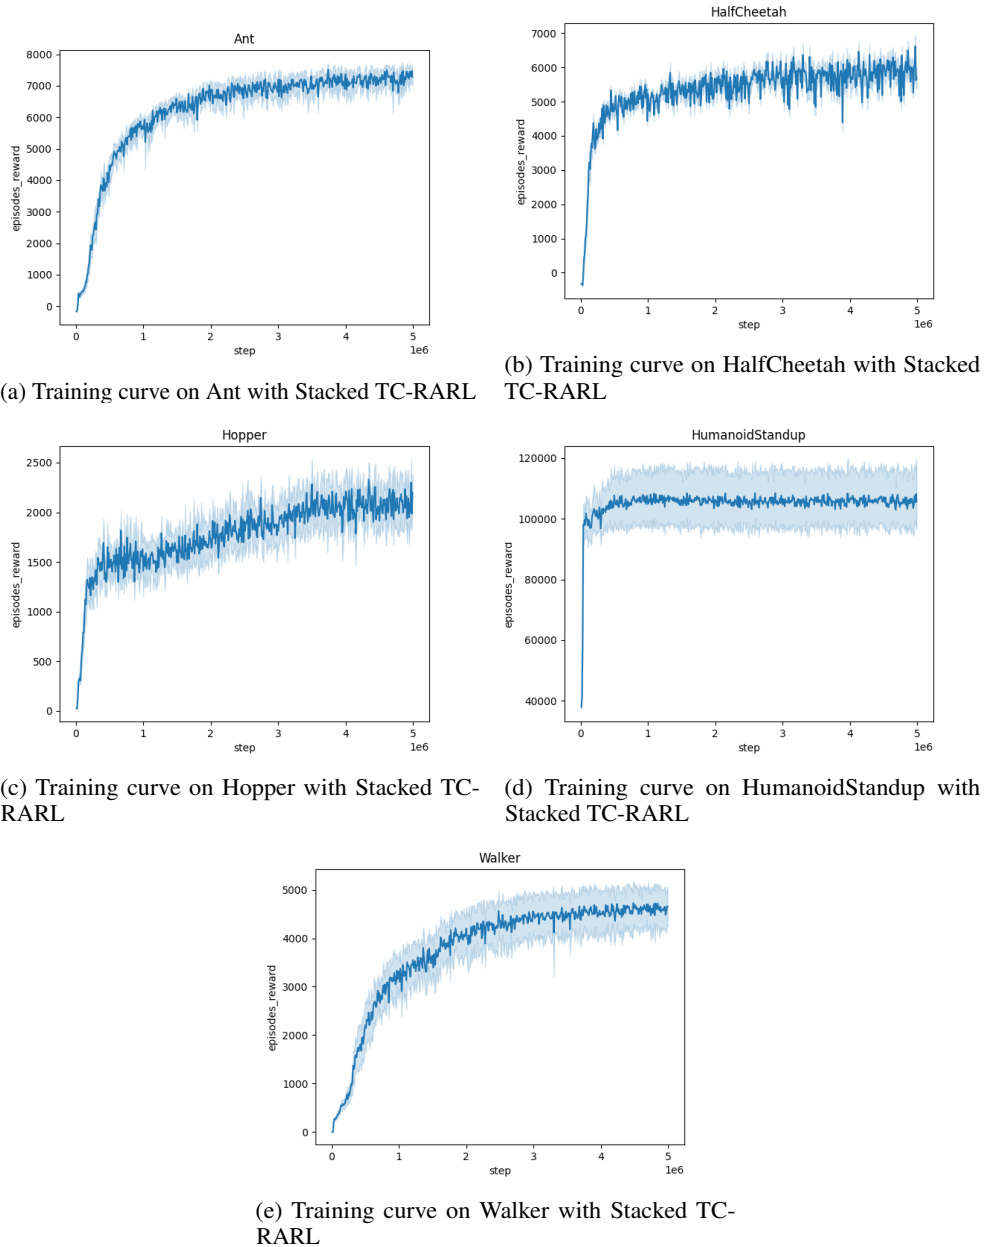 Ant
8000
7000
6000
5000
4000
3000
2000
1000
0
episodes_reward
0 1 2 3 4 5
1e6
step
(a) Training curve on Ant with Stacked TC-RARL
HalfCheetah
7000
6000
5000
4000
3000
2000
1000
0
episodes_reward
0 1 2 3 4 5
1e6
step
(b) Training curve on HalfCheetah with Stacked
TC-RARL
Hopper
2500
2000
1500
1000
500
0
episodes_reward
0 1 2 3 4 5
1e6
step
(c) Training curve on Hopper with Stacked TC-
RARL
HumanoidStandup
120000
100000
80000
60000
40000
episodes_reward
0 1 2 3 4 5
1e6
step
(d) Training curve on HumanoidStandup with
Stacked TC-RARL
Walker
5000
4000
3000
2000
1000
0
episodes_reward
0 1 2 3 4 5
1e6
step
(e) Training curve on Walker with Stacked TC-
RARL